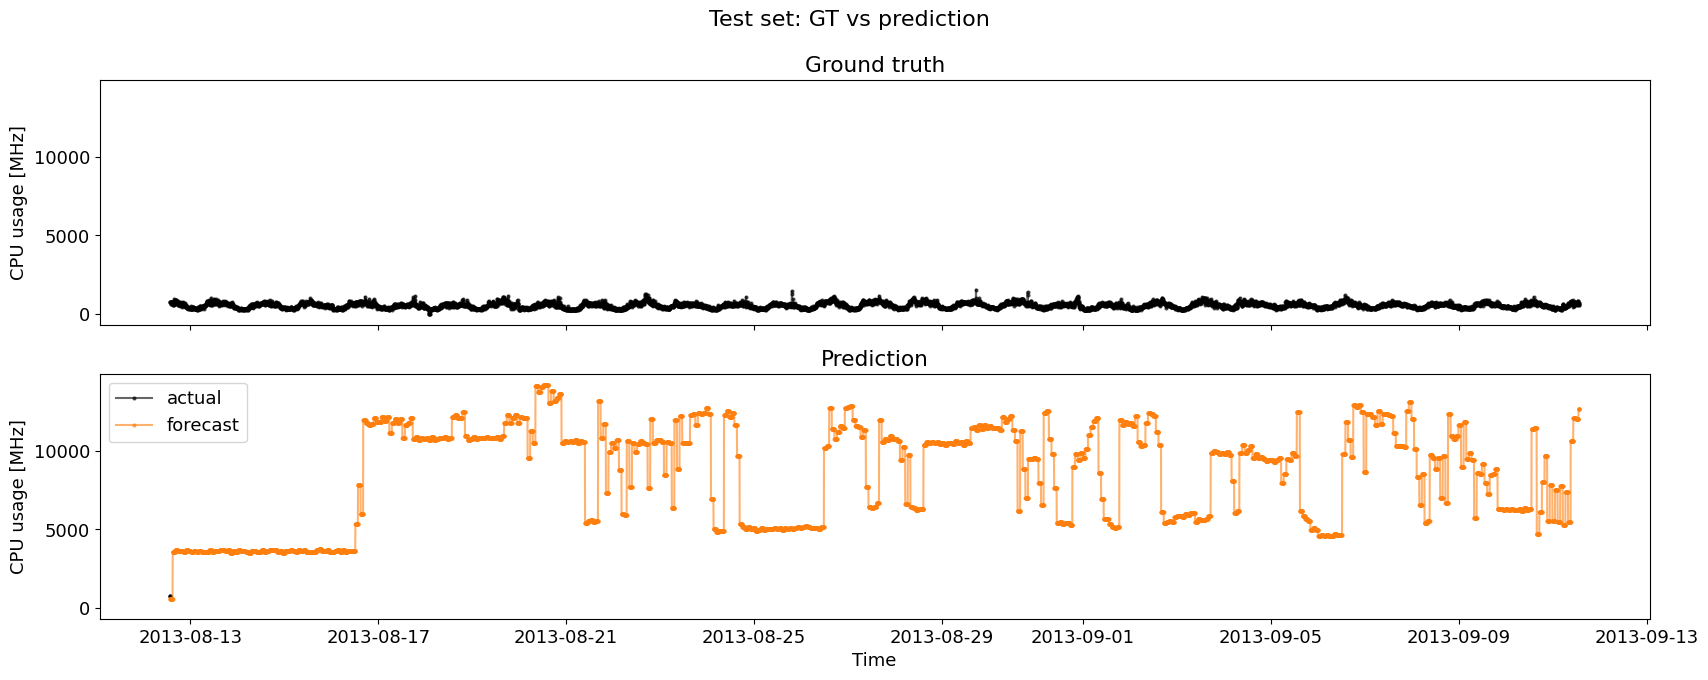 Test set: GT vs prediction
Ground truth
CPU usage [MHz]
10000
5000
0
Prediction
CPU usage [MHz]
actual
forecast
10000
5000
0
2013-08-13 2013-08-17 2013-08-21 2013-08-25 2013-08-29 2013-09-01 2013-09-05 2013-09-09 2013-09-13
Time